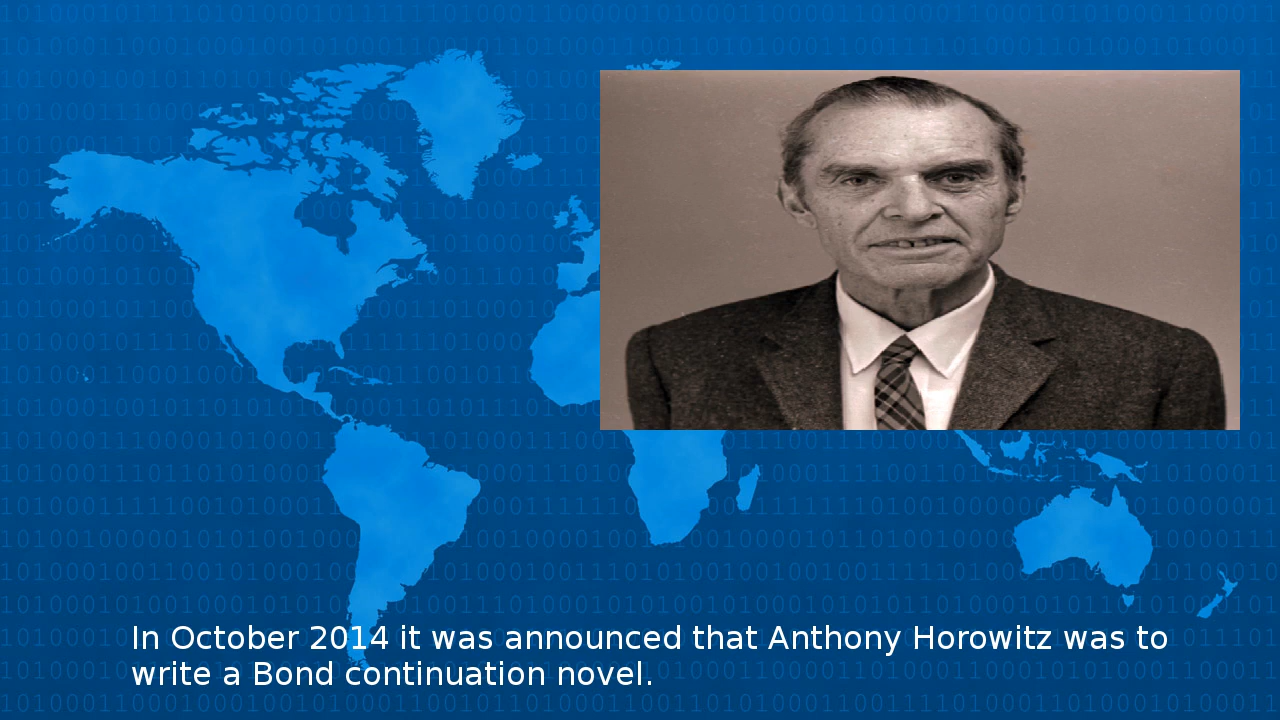 In October 2014 it was announced that Anthony Horowitz was to
write a Bond continuation novel.